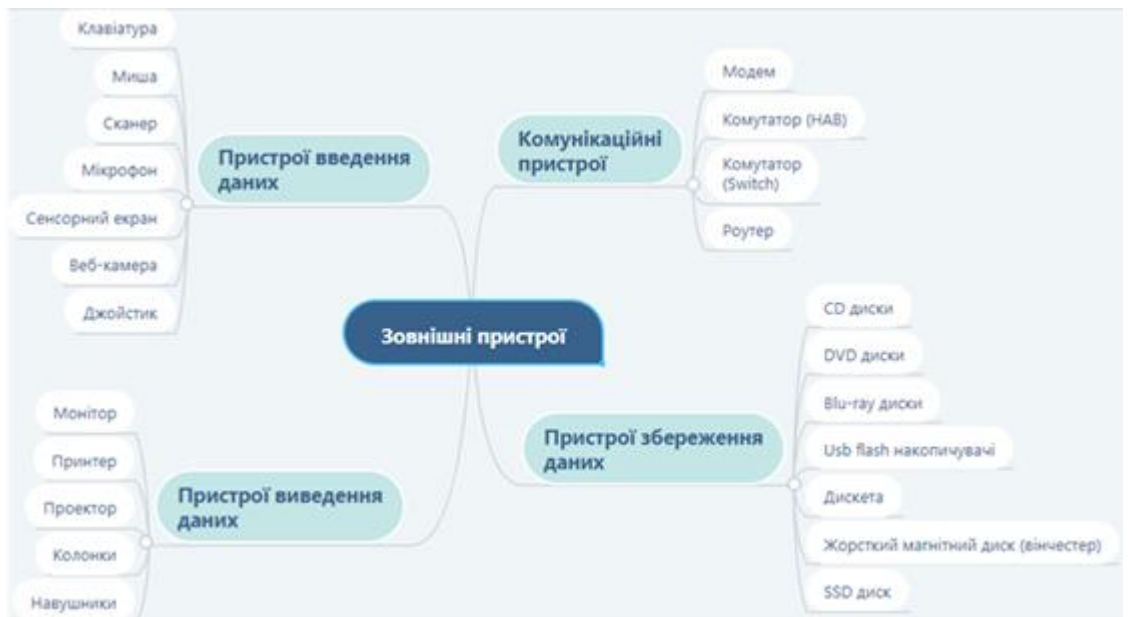 Зовнішні пристрої
Пристрої введення
даних
Клавіатура
Миша
Сканер
Мікрофон
Сенсорний екран
Веб-камера
Джойстик
Пристрої виведення
даних
Монітор
Принтер
Проектор
Колонки
Навушники
Комунікаційні
пристрої
Модем
Комутатор (HAB)
Комутатор
(Switch)
Роутер
Пристрої збереження
даних
CD диски
DVD диски
Blu-ray диски
Usb flash накопичувачі
Дискета
Жорсткий магнітний диск (вінчестер)
SSD диск